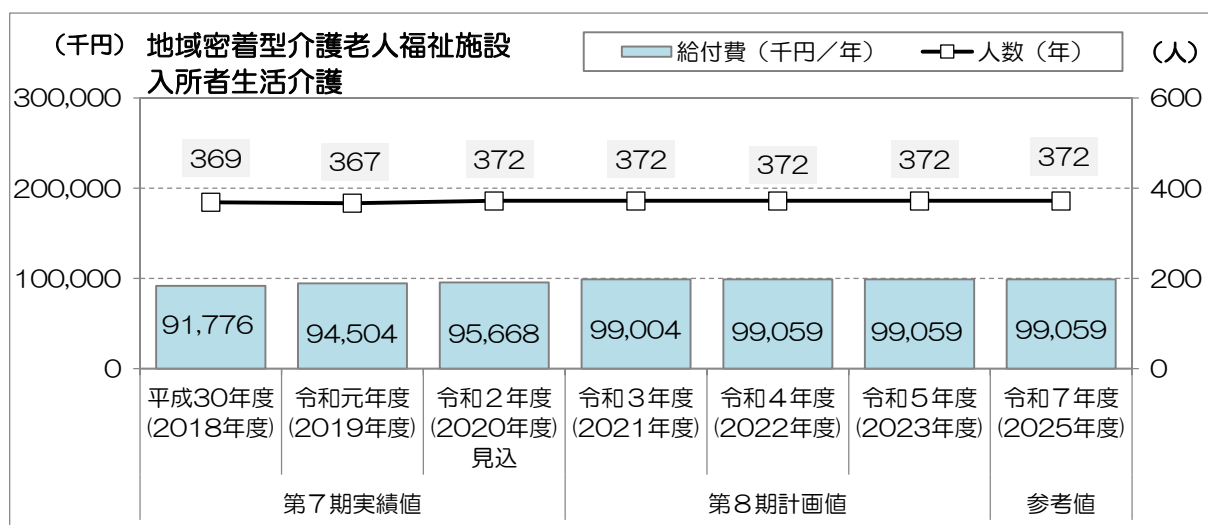 （千円） 地域密着型介護老人福祉施設
入所者生活介護
給付費（千円／年） 人数（年） （人）
300,000 600
369 367 372 372 372 372 372
200,000 400
100,000 200
91,776 94,504 95,668 99,004 99,059 99,059 99,059
0 0
平成30年度 令和元年度 令和２年度 令和３年度 令和４年度 令和５年度 令和７年度
(2018年度) (2019年度) (2020年度) (2021年度) (2022年度) (2023年度) (2025年度)
見込
第７期実績値 第８期計画値 参考値